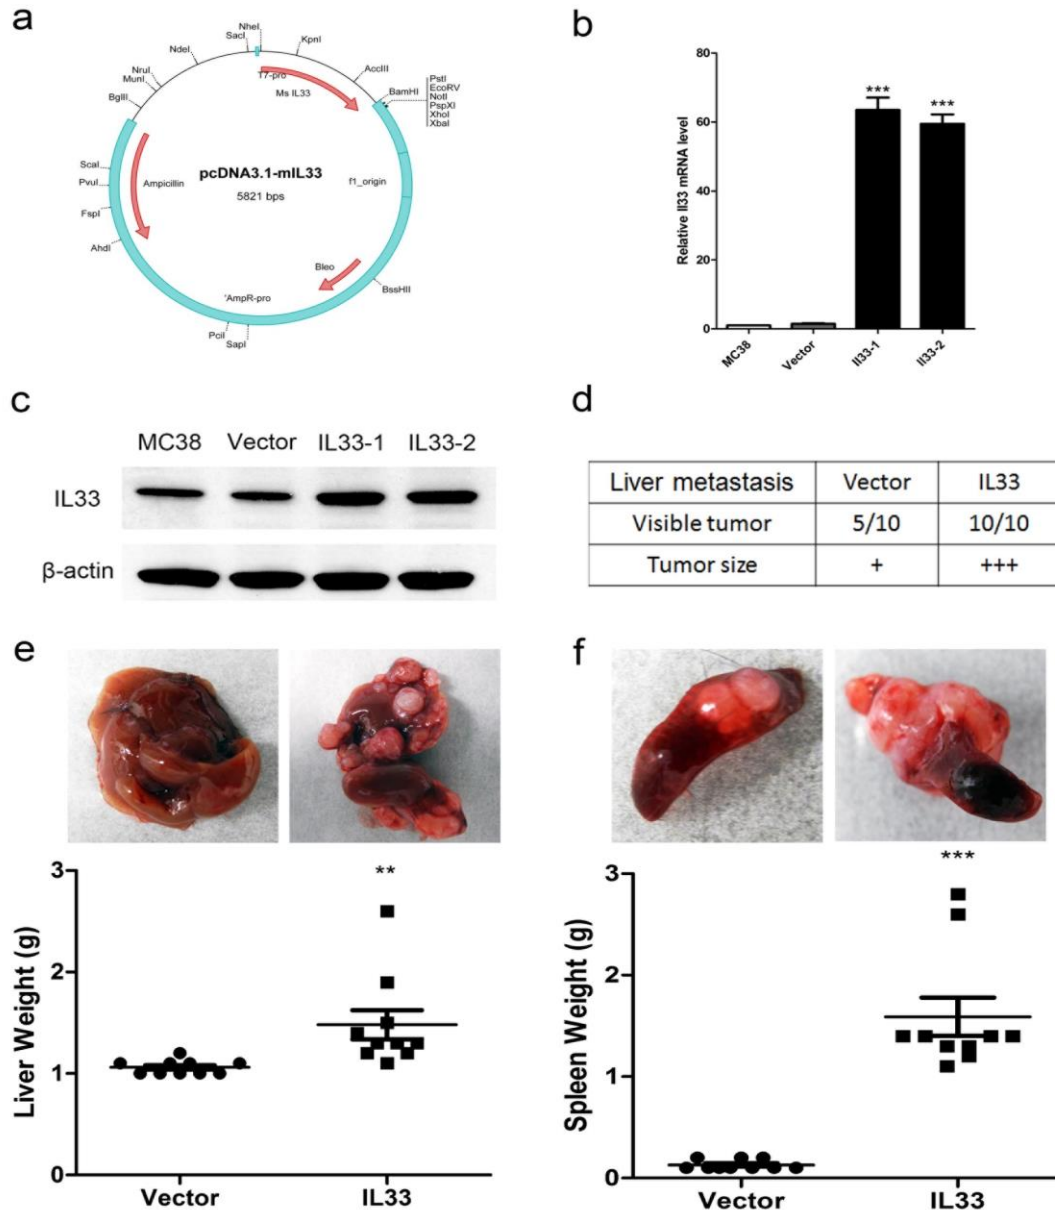 a
NheI
SacI
KpnI
NdeI
AccIII
NruI
MunI
BglII
T7-pro
Ms IL33
BamHI
PstI
EcoRV
NotI
PspXI
XhoI
XbaI
ScaI
PvuI
FspI
AhdI
Ampicillin
pcDNA3.1-mIL33
5821 bps
f1_origin
Bleo
BssHII
'AmpR-pro
PciI
SapI
b
Relative Il33 mRNA level
80
60
40
20
0
*** ***
MC38 Vector Il33-1 Il33-2
c
MC38 Vector IL33-1 IL33-2
IL33
β-actin
d
Liver metastasis Vector IL33
Visible tumor 5/10 10/10
Tumor size + +++
e
Liver Weight (g)
3
2
1
0
**
Vector IL33
f
Spleen Weight (g)
3
2
1
0
***
Vector IL33